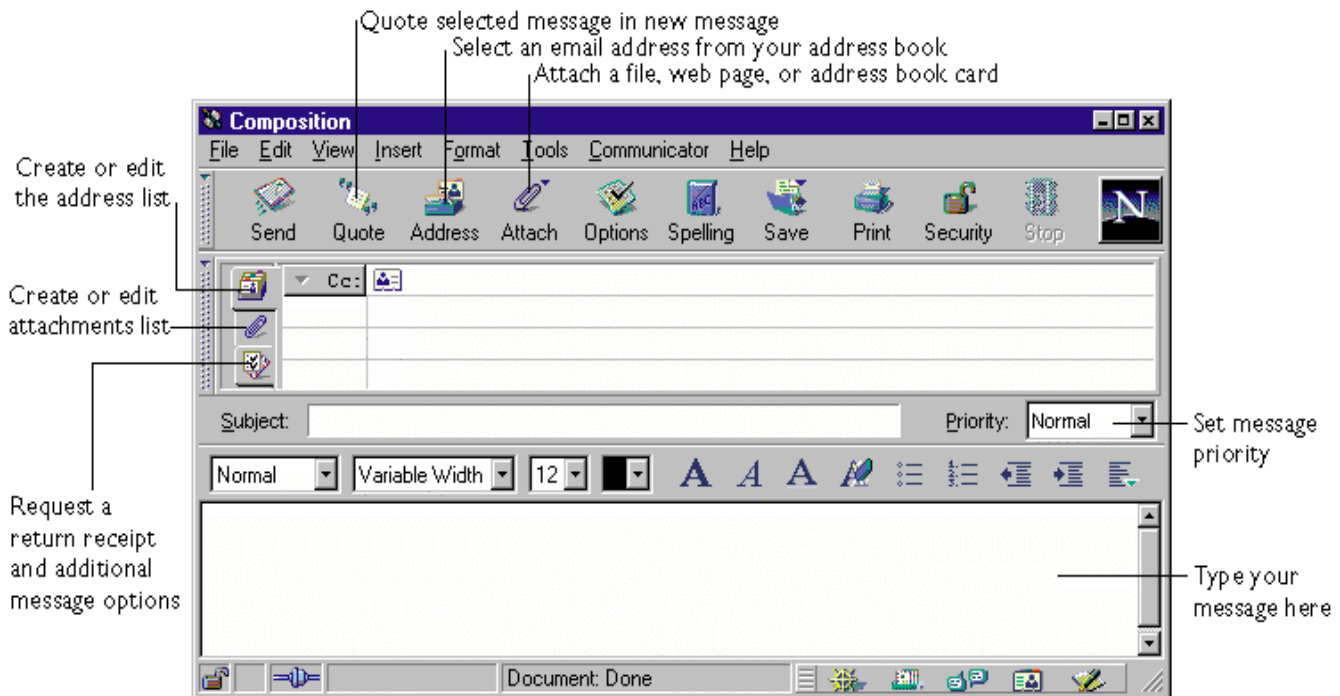 Quote selected message in new message
Select an email address from your address book
Attach a file, web page, or address book card
Composition
File Edit View Insert Format Tools Communicator Help
Create or edit
the address list
Send Quote Address Attach Options Spelling Save Print Security Stop
N
Cc:
Create or edit
attachments list
Subject: Priority: Normal
Set message
priority
Normal Variable Width 12 A A A
Request a
return receipt
and additional
message options
Type your
message here
Document: Done